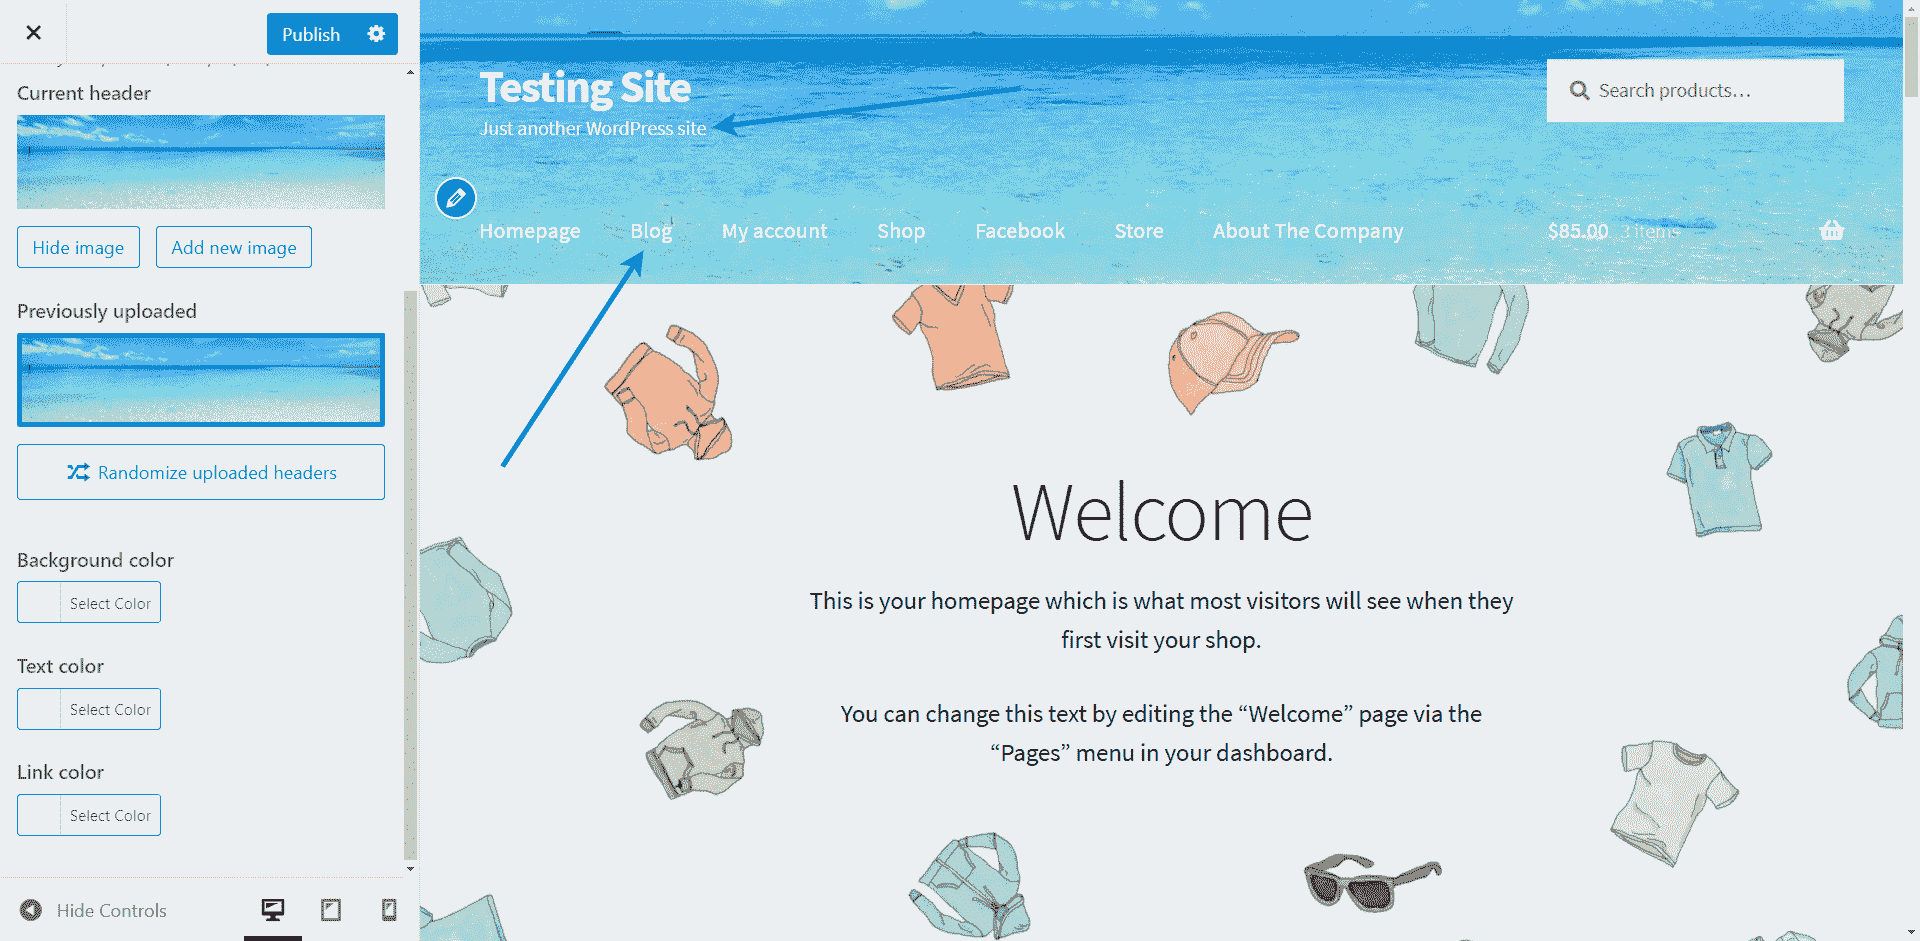 Publish
Current header
Hide image
Add new image
Previously uploaded
Randomize uploaded headers
Background color
Select Color
Text color
Select Color
Link color
Select Color
Hide Controls
Testing Site
Just another WordPress site
Search products…
Homepage Blog My account Shop Facebook Store About The Company
$85.00 3 items
Welcome
This is your homepage which is what most visitors will see when they
first visit your shop.
You can change this text by editing the “Welcome” page via the
“Pages” menu in your dashboard.